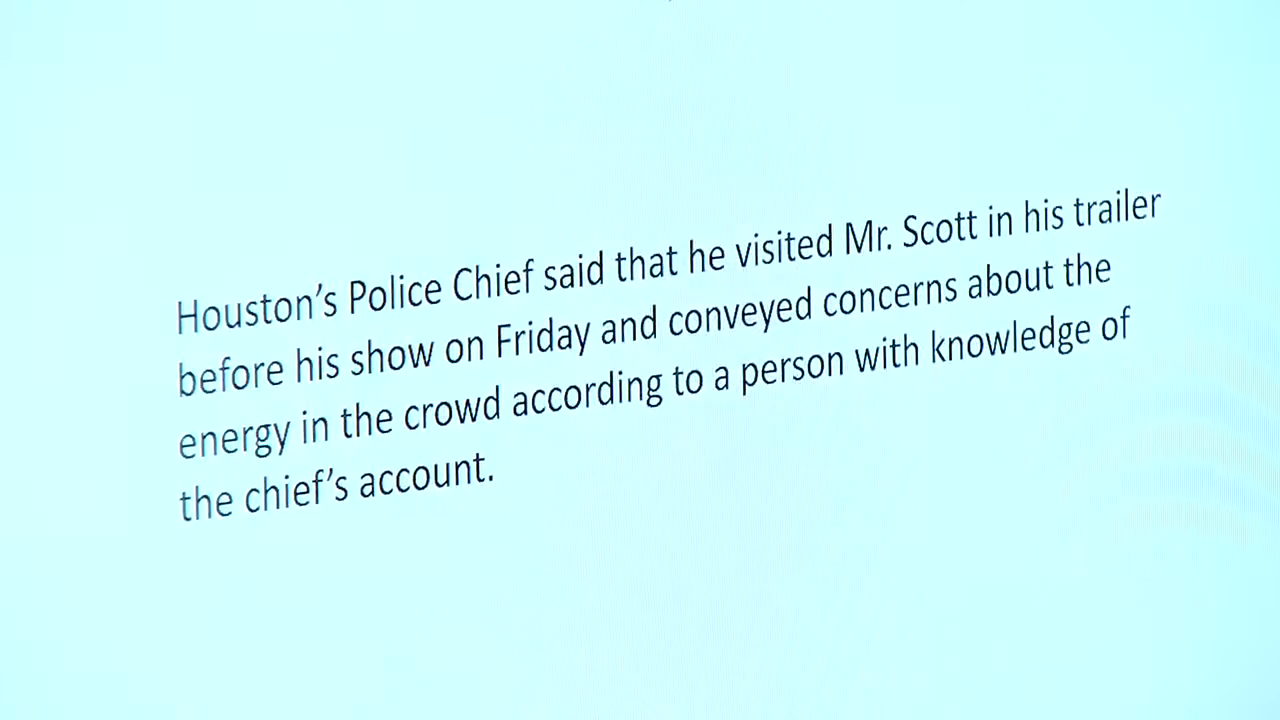 Houston’s Police Chief said that he visited Mr. Scott in his trailer
before his show on Friday and conveyed concerns about the
energy in the crowd according to a person with knowledge of
the chief’s account.